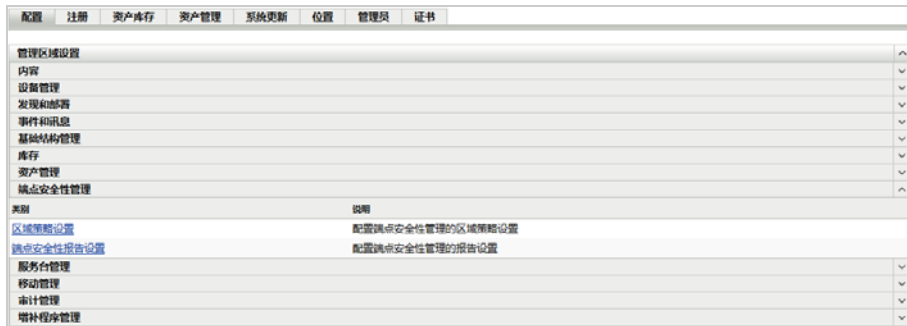 配置 注册 资产库存 资产管理 系统更新 位置 管理员 证书
管理区域设置
内容
设备管理
发现和部署
事件和讯息
基础结构管理
库存
资产管理
端点安全性管理
类别 说明
区域策略设置 配置端点安全性管理的区域策略设置
端点安全性报告设置 配置端点安全性管理的报告设置
服务台管理
移动管理
审计管理
增补程序管理